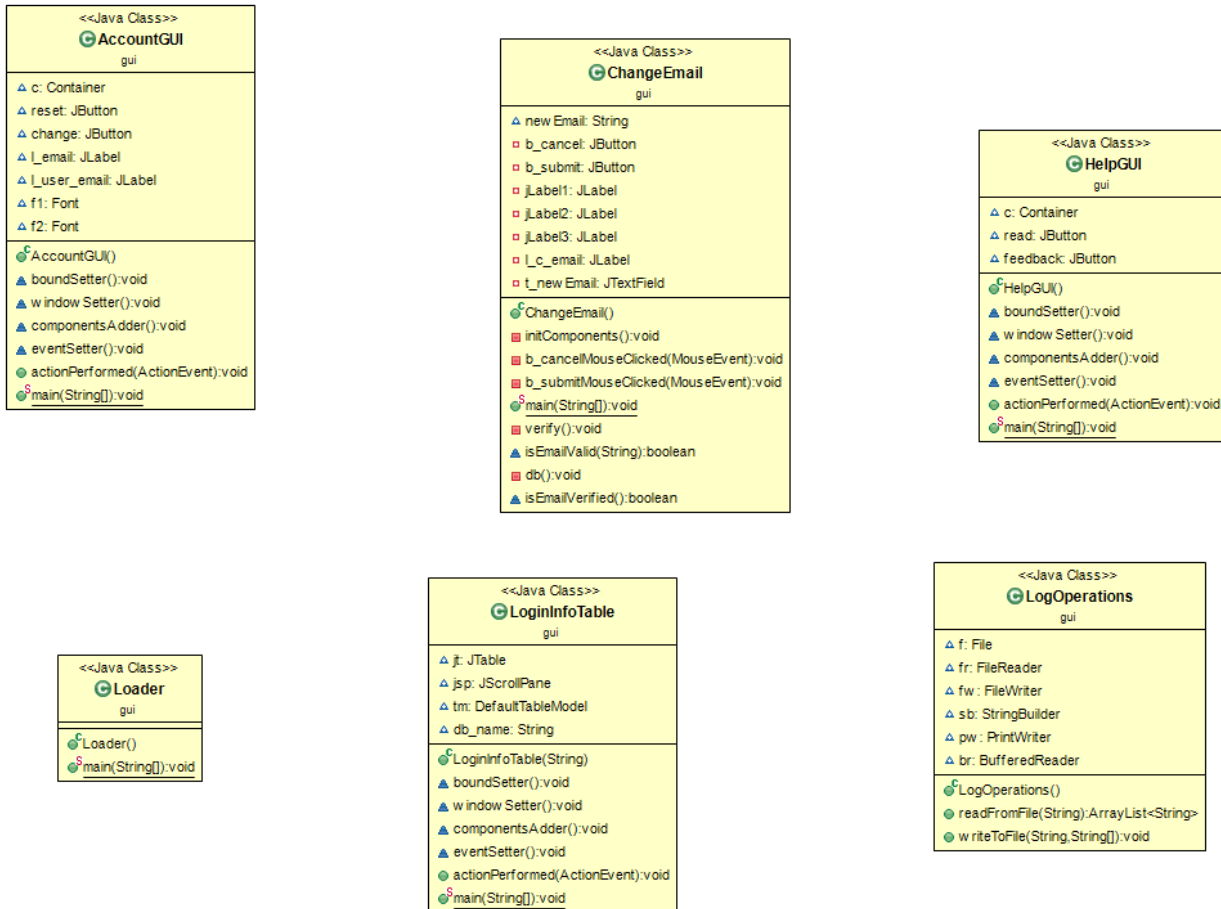 <<Java Class>>
AccountGUI
gui
c: Container
reset: JButton
change: JButton
l_email: JLabel
l_user_email: JLabel
f1: Font
f2: Font
AccountGUI()
boundSetter():void
windowSetter():void
componentsAdder():void
eventSetter():void
actionPerformed(ActionEvent):void
main(String[]):void
<<Java Class>>
ChangeEmail
gui
newEmail: String
b_cancel: JButton
b_submit: JButton
jLabel1: JLabel
jLabel2: JLabel
jLabel3: JLabel
l_c_email: JLabel
t_newEmail: JTextField
ChangeEmail()
initComponents():void
b_cancelMouseClicked(MouseEvent):void
b_submitMouseClicked(MouseEvent):void
main(String[]):void
verify():void
isEmailValid(String):boolean
db():void
isEmailVerified():boolean
<<Java Class>>
HelpGUI
gui
c: Container
read: JButton
feedback: JButton
HelpGUI()
boundSetter():void
windowSetter():void
componentsAdder():void
eventSetter():void
actionPerformed(ActionEvent):void
main(String[]):void
<<Java Class>>
Loader
gui
Loader()
main(String[]):void
<<Java Class>>
LoginInfoTable
gui
jt: JTable
jsp: JScrollPane
tm: DefaultTableModel
db_name: String
LoginInfoTable(String)
boundSetter():void
windowSetter():void
componentsAdder():void
eventSetter():void
actionPerformed(ActionEvent):void
main(String[]):void
<<Java Class>>
LogOperations
gui
f: File
fr: FileReader
fw: FileWriter
sb: StringBuilder
pw: PrintWriter
br: BufferedReader
LogOperations()
readFromFile(String):ArrayList<String>
writeToFile(String,String[]):void